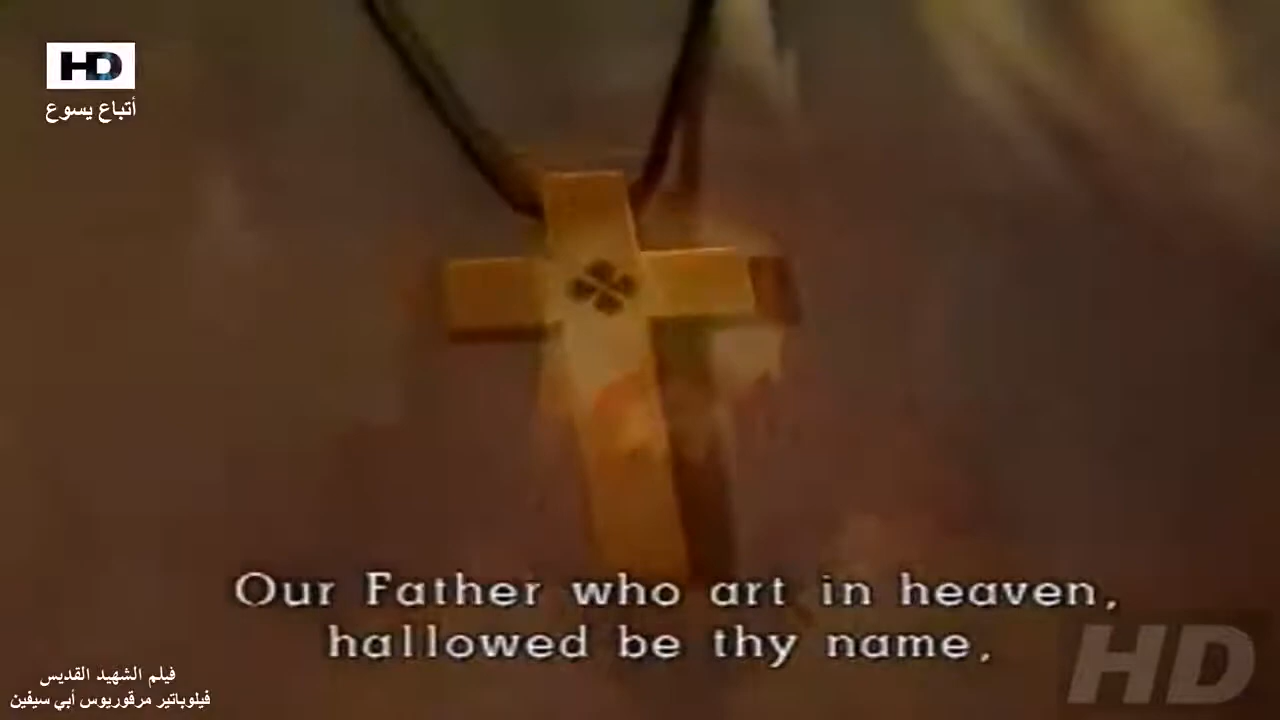 HD
أتباع يسوع
Our Father who art in heaven,
hallowed be thy name,
فيلم الشهيد القديس
فيلوباتير مرقوريوس أبي سيفين
HD